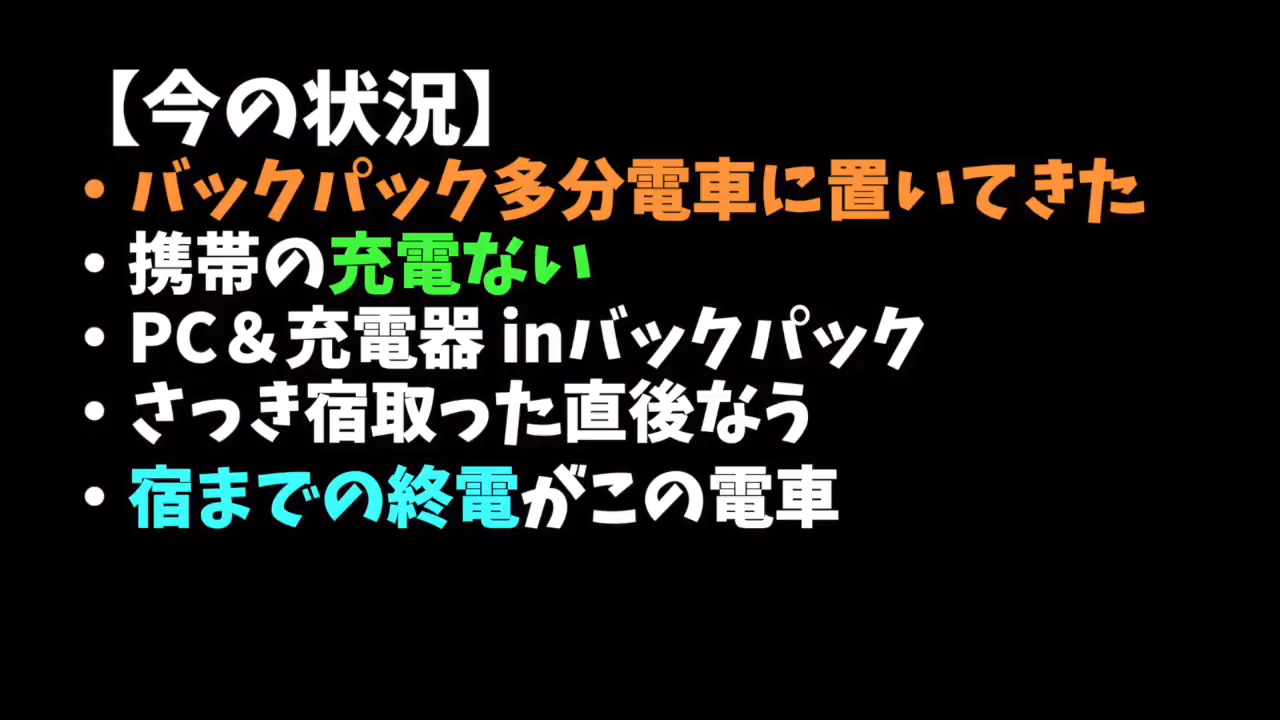 【今の状況】
・バックパック多分電車に置いてきた
・携帯の充電ない
・PC&充電器 inバックパック
・さっき宿取った直後なう
・宿までの終電がこの電車